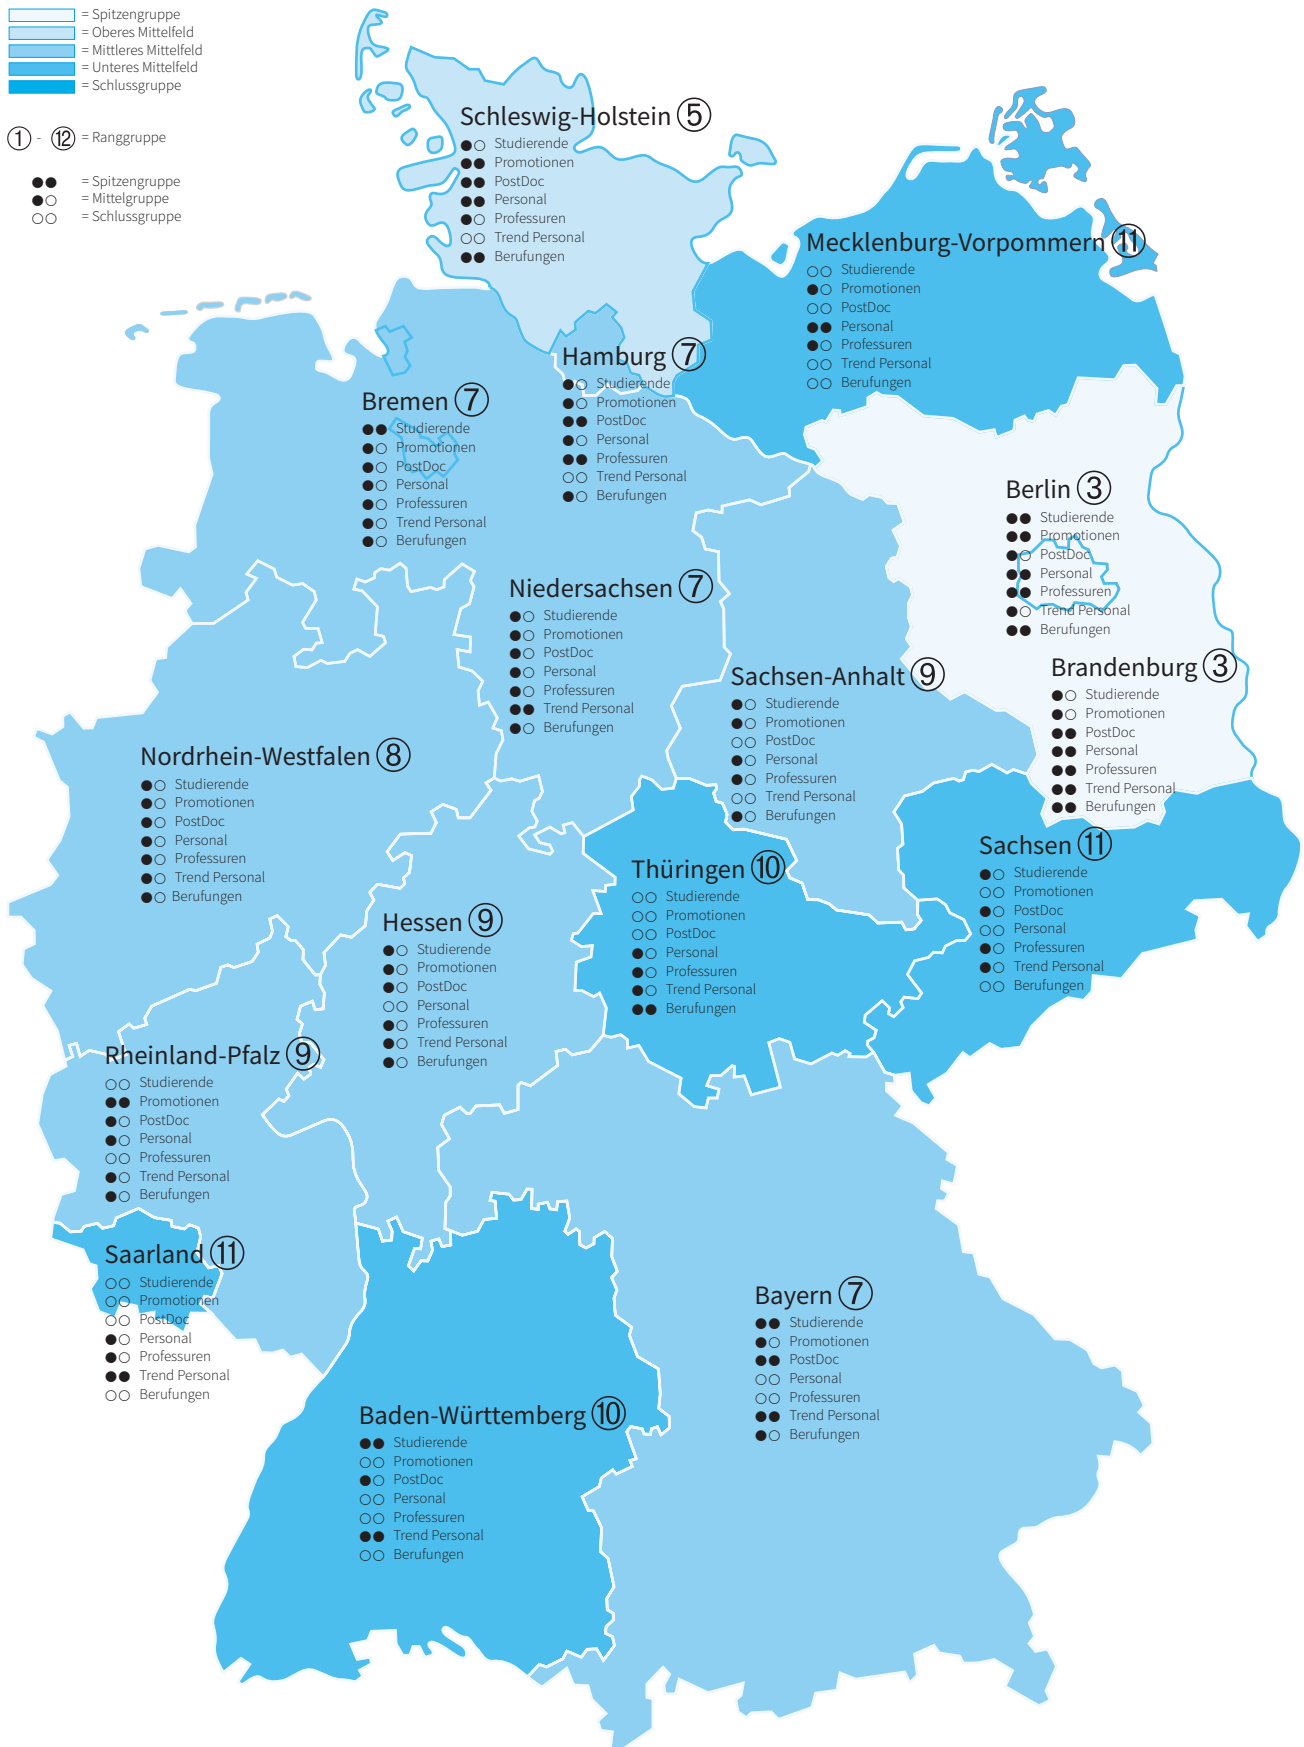 = Spitzengruppe
= Oberes Mittelfeld
= Mittleres Mittelfeld
= Unteres Mittelfeld
= Schlussgruppe
① - ⑫ = Ranggruppe
●● = Spitzengruppe
●○ = Mittelgruppe
○○ = Schlussgruppe
Schleswig-Holstein ⑤
●○ Studierende
●● Promotionen
●● PostDoc
●● Personal
●○ Professuren
○○ Trend Personal
●● Berufungen
Mecklenburg-Vorpommern ⑪
○○ Studierende
●○ Promotionen
○○ PostDoc
●● Personal
●○ Professuren
○○ Trend Personal
○○ Berufungen
Hamburg ⑦
●○ Studierende
●○ Promotionen
●● PostDoc
●○ Personal
●● Professuren
○○ Trend Personal
●○ Berufungen
Bremen ⑦
●● Studierende
●○ Promotionen
●○ PostDoc
●○ Personal
●○ Professuren
●○ Trend Personal
●○ Berufungen
Berlin ③
●● Studierende
●● Promotionen
●○ PostDoc
●● Personal
●● Professuren
●○ Trend Personal
●● Berufungen
Niedersachsen ⑦
●○ Studierende
●○ Promotionen
●○ PostDoc
●○ Personal
●○ Professuren
●● Trend Personal
●○ Berufungen
Brandenburg ③
●○ Studierende
●○ Promotionen
●● PostDoc
●● Personal
●● Professuren
●● Trend Personal
●● Berufungen
Sachsen-Anhalt ⑨
●○ Studierende
●○ Promotionen
○○ PostDoc
●○ Personal
●○ Professuren
○○ Trend Personal
●○ Berufungen
Nordrhein-Westfalen ⑧
●○ Studierende
●○ Promotionen
●○ PostDoc
●○ Personal
●○ Professuren
●○ Trend Personal
●○ Berufungen
Sachsen ⑪
●○ Studierende
○○ Promotionen
●○ PostDoc
○○ Personal
●○ Professuren
●○ Trend Personal
○○ Berufungen
Thüringen ⑩
○○ Studierende
○○ Promotionen
○○ PostDoc
●○ Personal
●○ Professuren
●○ Trend Personal
●● Berufungen
Hessen ⑨
●○ Studierende
●○ Promotionen
●○ PostDoc
○○ Personal
●○ Professuren
●○ Trend Personal
●○ Berufungen
Rheinland-Pfalz ⑨
○○ Studierende
●● Promotionen
●○ PostDoc
●○ Personal
○○ Professuren
●○ Trend Personal
●○ Berufungen
Saarland ⑪
○○ Studierende
○○ Promotionen
○○ PostDoc
●○ Personal
●○ Professuren
●● Trend Personal
○○ Berufungen
Bayern ⑦
●● Studierende
●○ Promotionen
●● PostDoc
○○ Personal
○○ Professuren
●● Trend Personal
●○ Berufungen
Baden-Württemberg ⑩
●● Studierende
○○ Promotionen
●○ PostDoc
○○ Personal
○○ Professuren
●● Trend Personal
○○ Berufungen